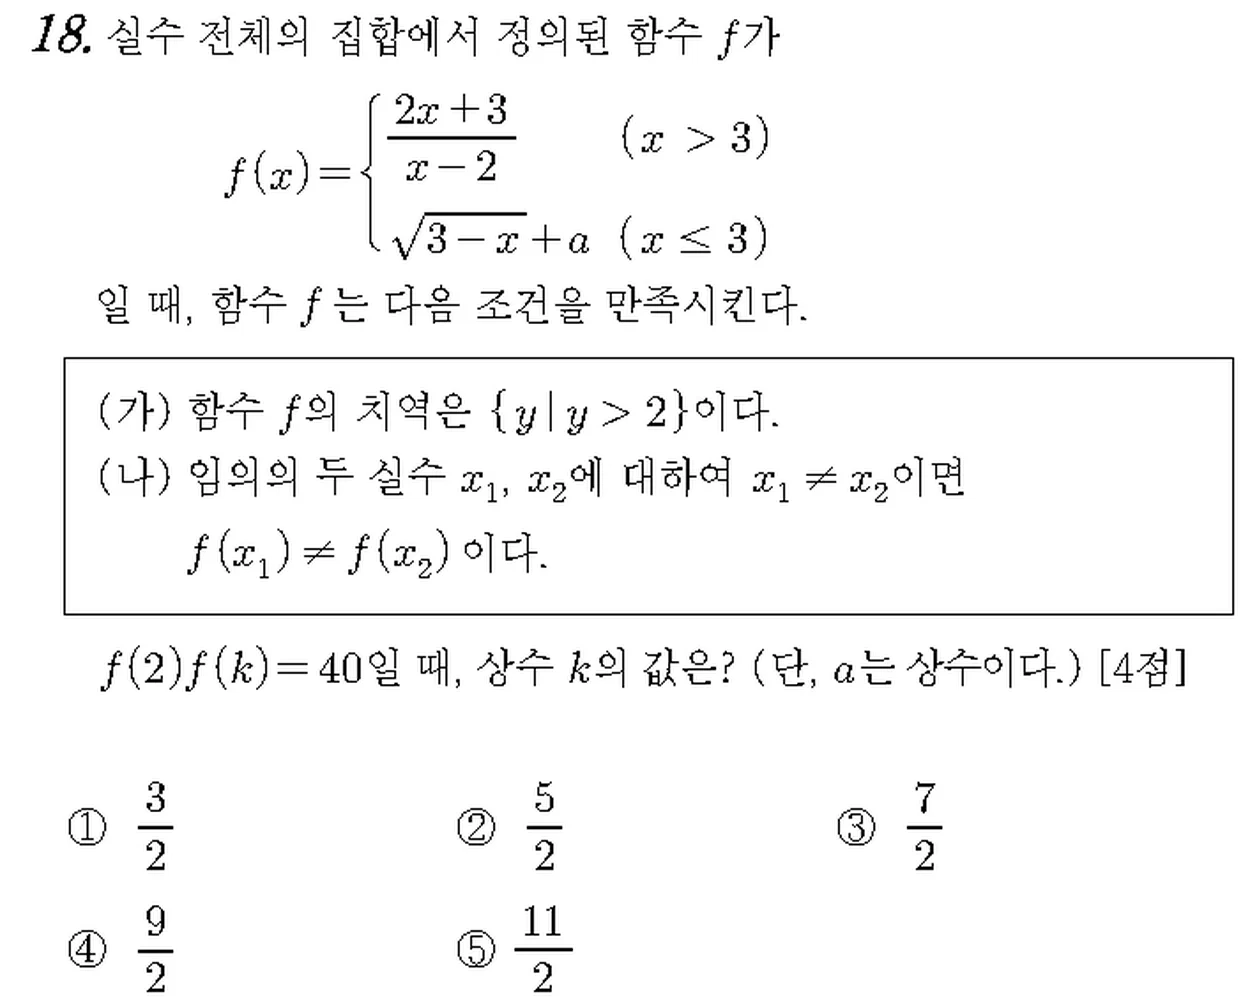 18. 실수 전체의 집합에서 정의된 함수 f가
f(x) = { (2x+3)/(x-2) (x > 3)
√(3-x) + a (x ≤ 3)
일 때, 함수 f 는 다음 조건을 만족시킨다.
(가) 함수 f의 치역은 {y | y > 2}이다.
(나) 임의의 두 실수 x₁, x₂에 대하여 x₁ ≠ x₂이면
f(x₁) ≠ f(x₂) 이다.
f(2)f(k) = 40일 때, 상수 k의 값은? (단, a는 상수이다.) [4점]
① 3/2 ② 5/2 ③ 7/2
④ 9/2 ⑤ 11/2